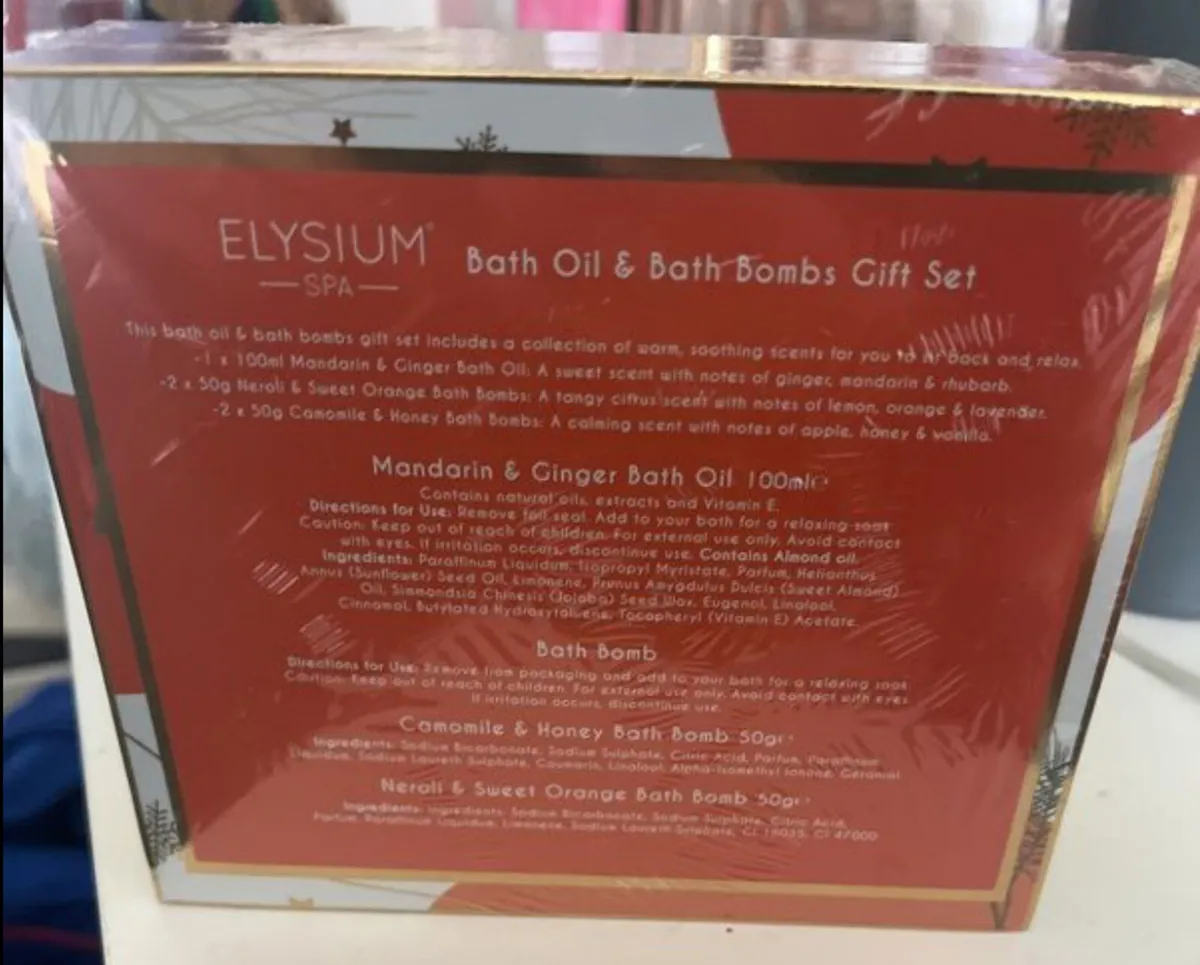 ELYSIUM
SPA
Bath Oil & Bath Bombs Gift Set
This bath oil & bath bombs gift set includes a collection of warm, soothing scents for you to back and relax.
-1 x 100ml Mandarin & Ginger Bath Oil: A sweet scent with notes of ginger, mandarin & rhubarb.
-2 x 50g Neroli & Sweet Orange Bath Bombs: A tangy citrus scent with notes of lemon, orange & lavender.
-2 x 50g Camomile & Honey Bath Bombs: A calming scent with notes of apple, honey & vanilla.
Mandarin & Ginger Bath Oil 100ml℮
Contains natural oils, extracts and Vitamin E.
Directions for Use: Remove foil seal. Add to your bath for a relaxing soak
Caution: Keep out of reach of children. For external use only. Avoid contact
with eyes. If irritation occurs, discontinue use. Contains Almond oil.
Ingredients: Paraffinum Liquidum, Isopropyl Myristate, Parfum, Helianthus
Annus (Sunflower) Seed Oil, Limonene, Prunus Amygdulus Dulcis (Sweet Almond)
Oil, Simmondsia Chinesis (Jojoba) Seed Wax, Eugenol, Linalool,
Cinnamal, Butylated Hydroxytoluene, Tocopheryl (Vitamin E) Acetate.
Bath Bomb
Directions for Use: Remove from packaging and add to your bath for a relaxing soak
Caution: Keep out of reach of children. For external use only. Avoid contact with eyes.
If irritation occurs, discontinue use.
Camomile & Honey Bath Bomb 50g
Ingredients: Sodium Bicarbonate, Sodium Sulphate, Citric Acid, Parfum, Paraffinum
Liquidum, Sodium Laureth Sulphate, Coumarin, Linalool, Alpha-Isomethyl Ionone, Geraniol
Neroli & Sweet Orange Bath Bomb 50g
Ingredients: Ingredients: Sodium Bicarbonate, Sodium Sulphate, Citric Acid,
Parfum, Paraffinum Liquidum, Limonene, Sodium Laureth Sulphate, CI 47000